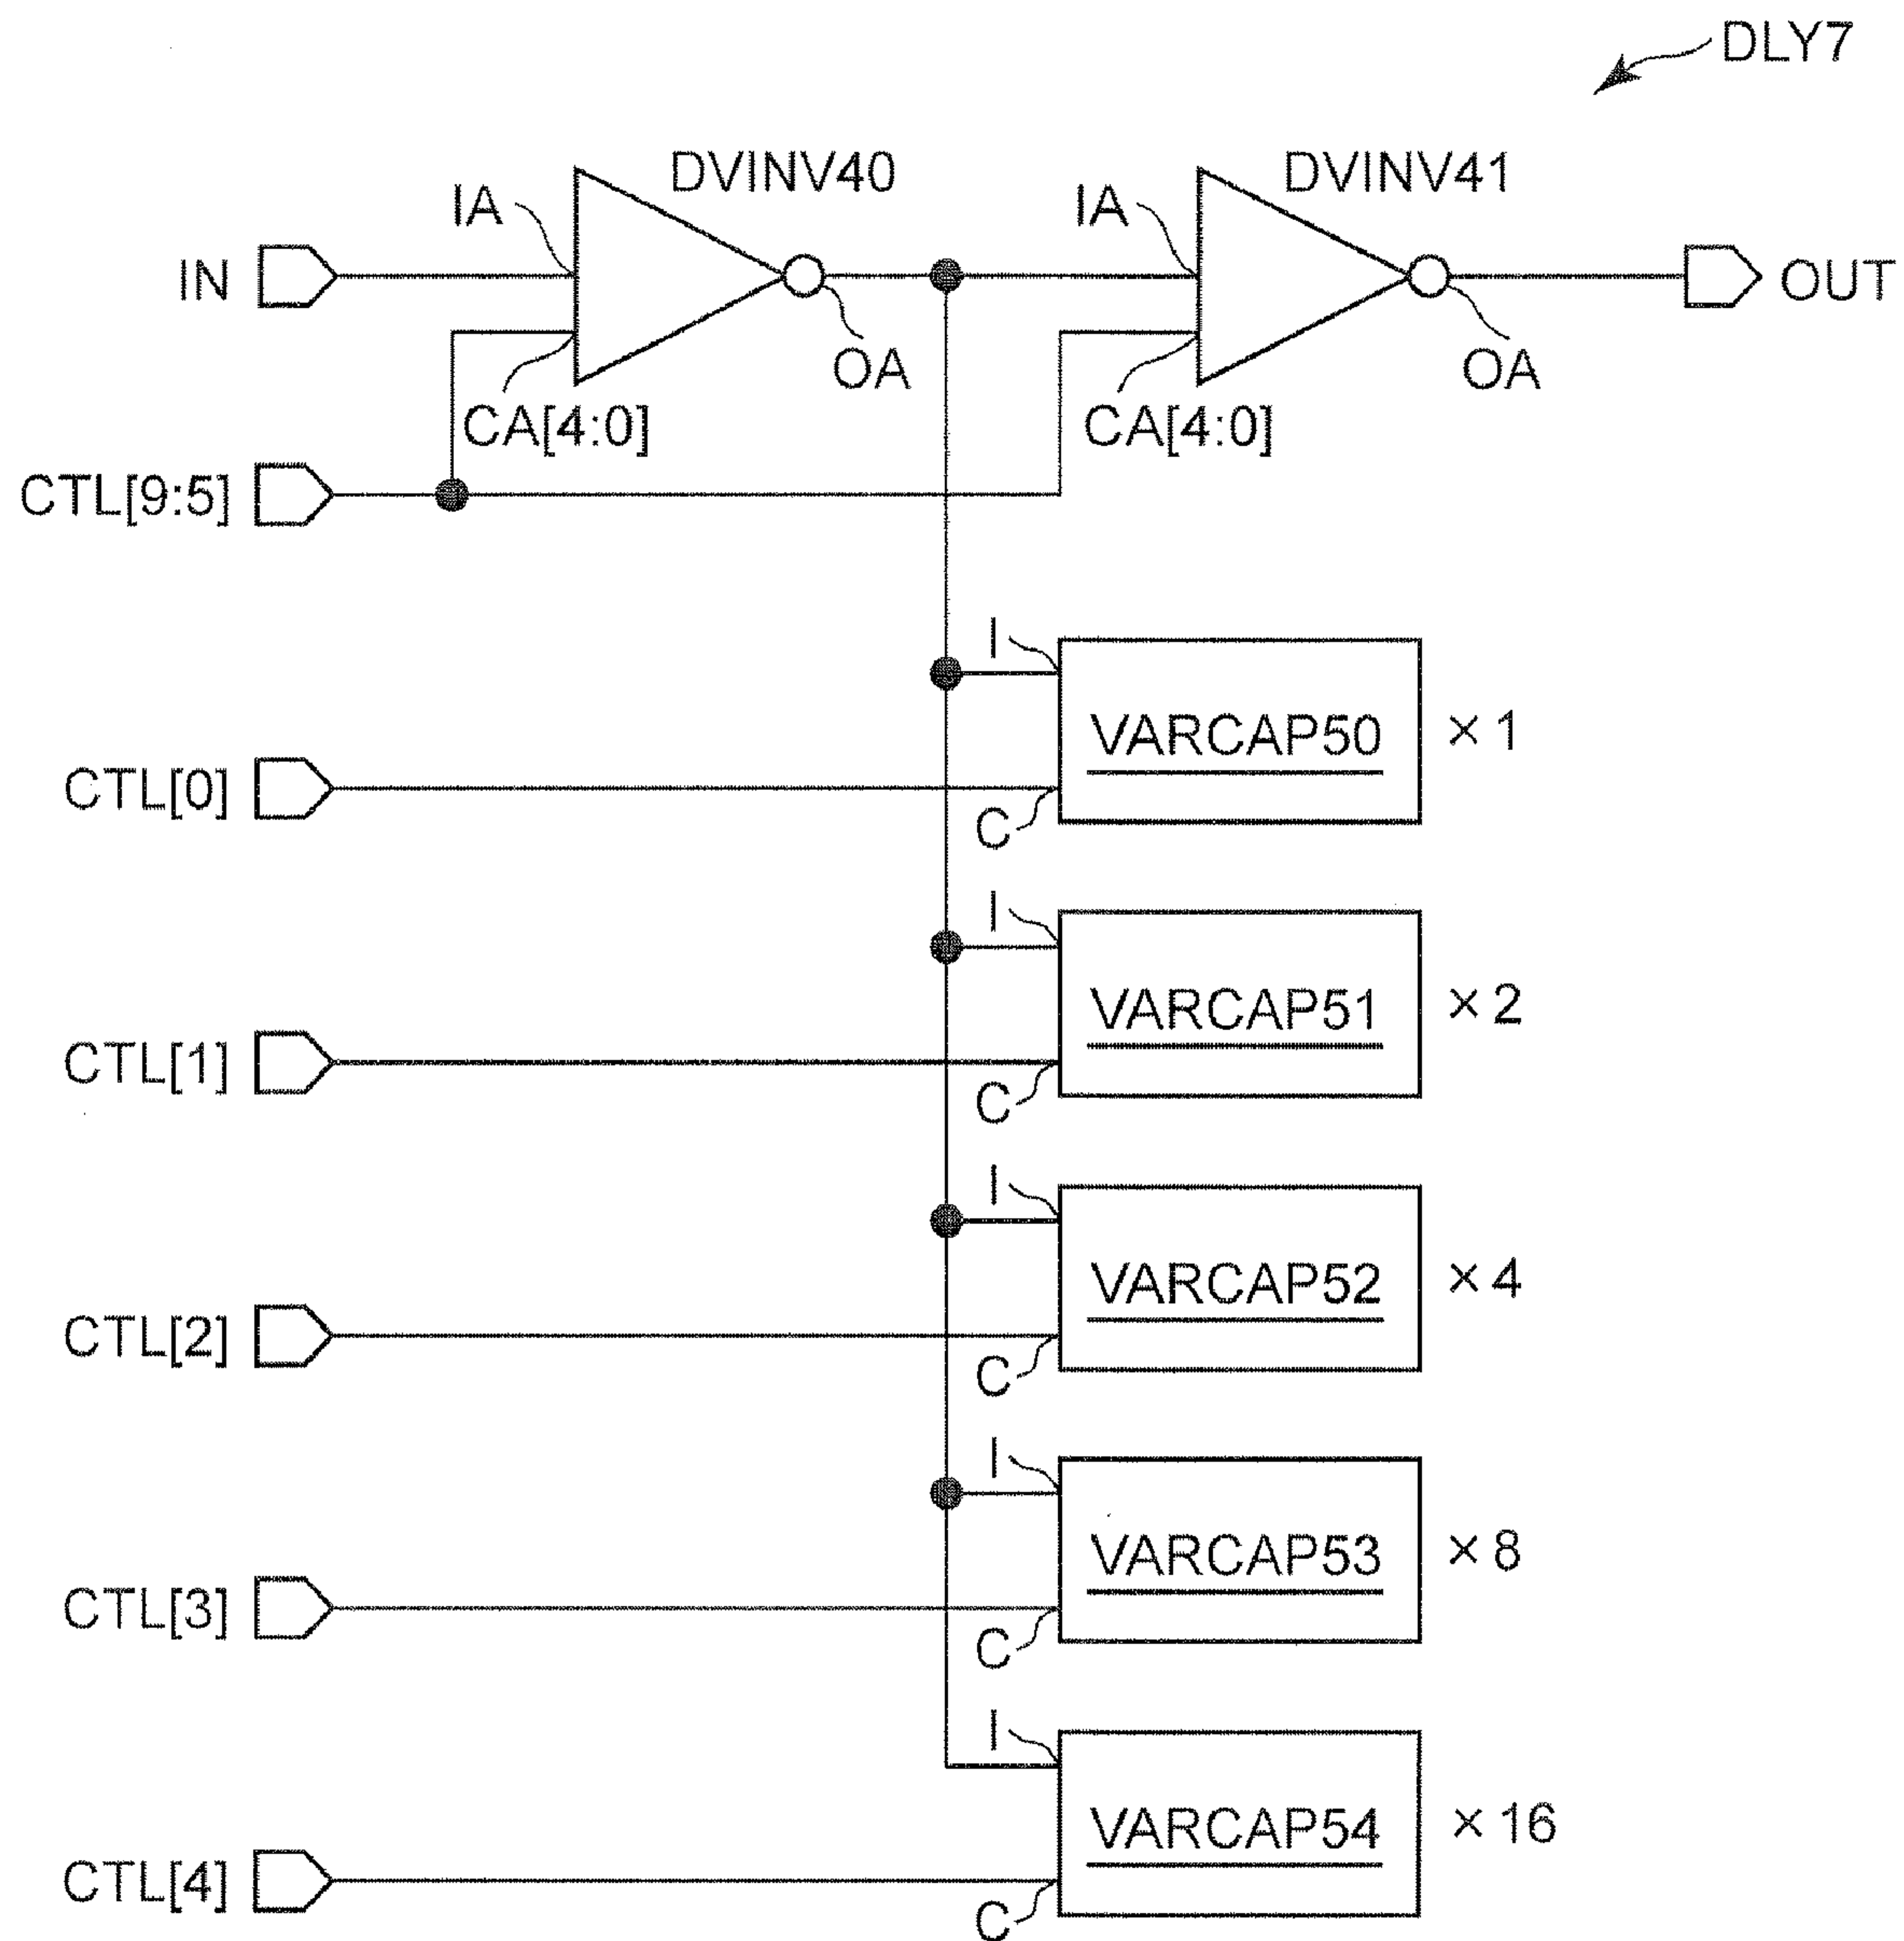 DLY7
DVINV40
DVINV41
IA
IA
IN
OUT
OA
OA
CA[4:0]
CA[4:0]
CTL[9:5]
I
VARCAP50
×1
CTL[0]
C
I
VARCAP51
×2
CTL[1]
C
I
VARCAP52
×4
CTL[2]
C
I
VARCAP53
×8
CTL[3]
C
I
VARCAP54
×16
CTL[4]
C